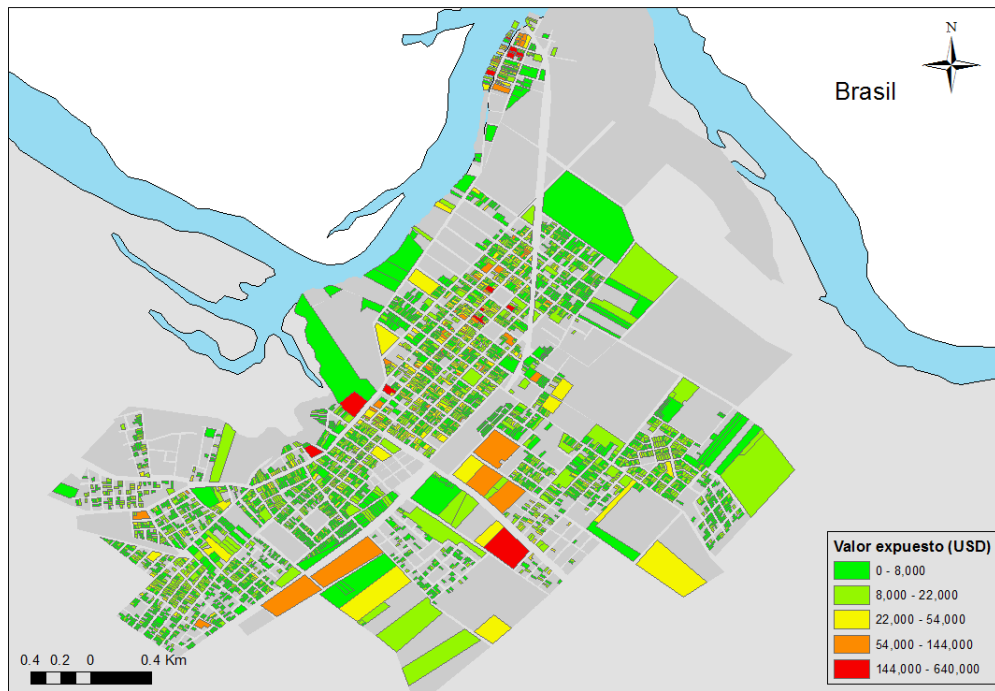 N
Brasil
Valor expuesto (USD)
0 - 8,000
8,000 - 22,000
22,000 - 54,000
54,000 - 144,000
144,000 - 640,000
0.4 0.2 0 0.4 Km